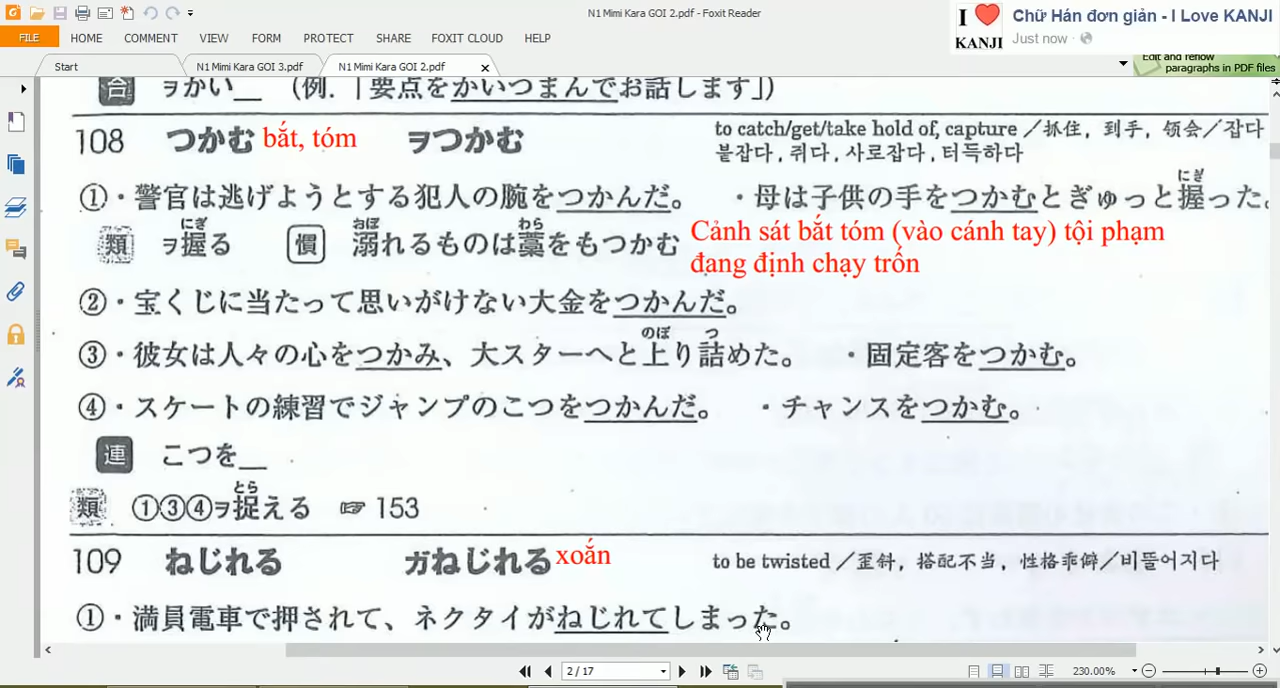 N1 Mimi Kara GOI 2.pdf - Foxit Reader
I ❤ KANJI
Chữ Hán đơn giản - I Love KANJI
Just now
FILE HOME COMMENT VIEW FORM PROTECT SHARE FOXIT CLOUD HELP
Edit and reflow
paragraphs in PDF files
Start N1 Mimi Kara GOI 3.pdf N1 Mimi Kara GOI 2.pdf
合 ヲかい__ (例.「要点をかいつまんでお話します」)
108 つかむ bắt, tóm ヲつかむ
to catch/get/take hold of, capture/抓住，到手，领会/잡다
붙잡다, 쥐다, 사로잡다, 터득하다
①・警官は逃げようとする犯人の腕をつかんだ。 ・母は子供の手をつかむとぎゅっと握った。
にぎ
にぎ おぼ わら
類 ヲ握る 慣 溺れるものは藁をもつかむ
Cảnh sát bắt tóm (vào cánh tay) tội phạm
đang định chạy trốn
②・宝くじに当たって思いがけない大金をつかんだ。
のぼ つ
③・彼女は人々の心をつかみ、大スターへと上り詰めた。 ・固定客をつかむ。
④・スケートの練習でジャンプのこつをつかんだ。 ・チャンスをつかむ。
連 こつを__
とら
類 ①③④ヲ捉える ☞ 153
109 ねじれる ガねじれる xoắn to be twisted/歪斜，搭配不当，性格乖僻/비틀어지다
①・満員電車で押されて、ネクタイがねじれてしまった。
2 / 17
230.00%